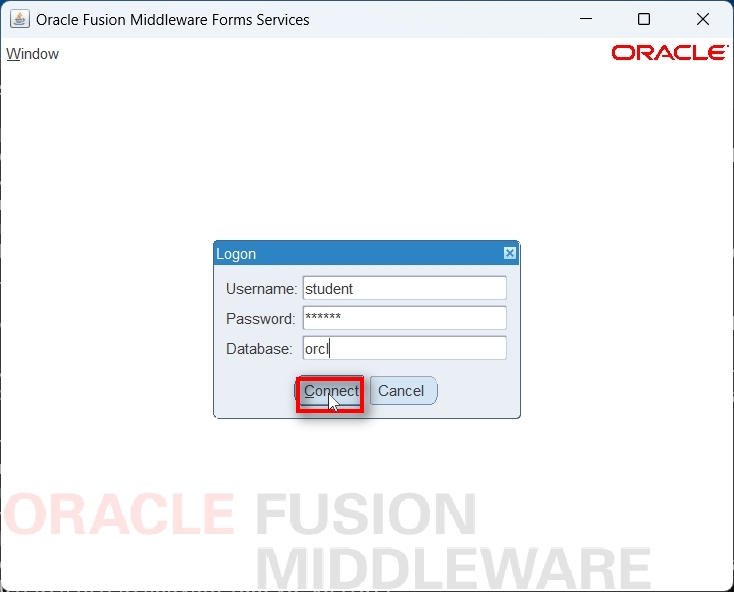 Oracle Fusion Middleware Forms Services
Window
ORACLE
Logon
Username: student
Password: ******
Database: orcl
Connect Cancel
ORACLE FUSION
MIDDLEWARE